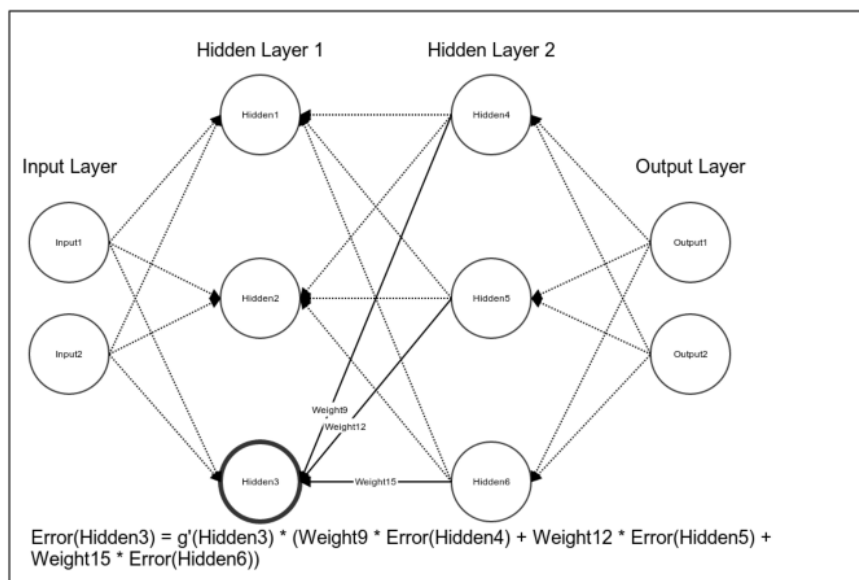 Hidden Layer 1
Hidden Layer 2
Hidden1
Hidden4
Input Layer
Output Layer
Input1
Output1
Hidden2
Hidden5
Input2
Output2
Weight9
Weight12
Hidden3
Weight15
Hidden6
Error(Hidden3) = g'(Hidden3) * (Weight9 * Error(Hidden4) + Weight12 * Error(Hidden5) +
Weight15 * Error(Hidden6))